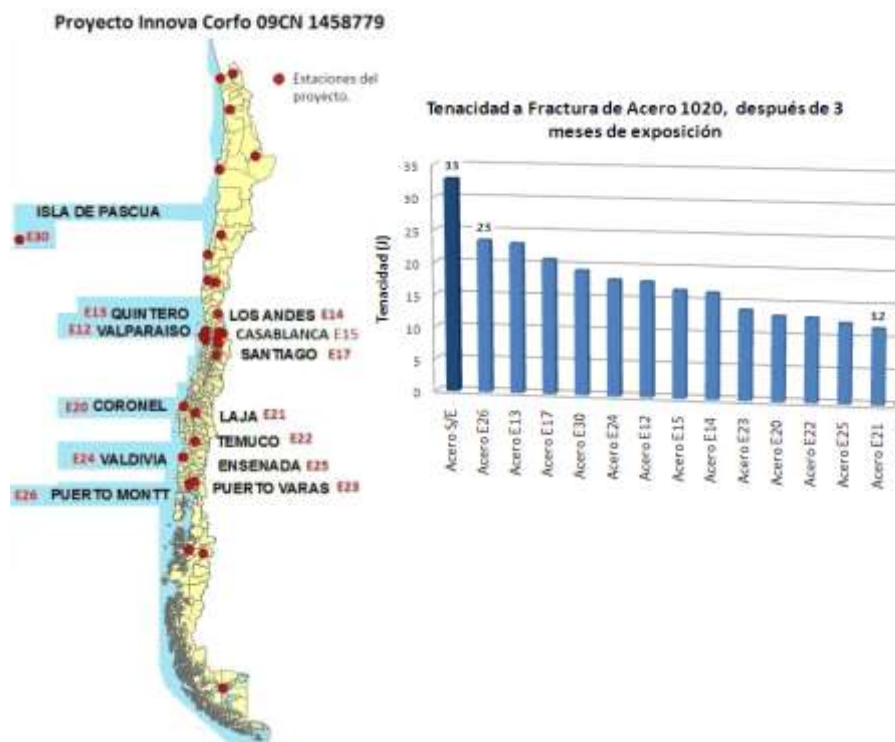 Proyecto Innova Corfo 09CN 1458779
Estaciones del
proyecto.
ISLA DE PASCUA
E30
E13 QUINTERO
LOS ANDES E14
E12 VALPARAISO
CASABLANCA E15
SANTIAGO E17
E20 CORONEL
LAJA E21
TEMUCO E22
E24 VALDIVIA
ENSENADA E25
E26 PUERTO MONTT
PUERTO VARAS E23
Tenacidad a Fractura de Acero 1020, después de 3
meses de exposición
Tenacidad (J)
35
30
25
20
15
10
5
0
33
23
12
Acero S/E
Acero E26
Acero E13
Acero E17
Acero E30
Acero E24
Acero E12
Acero E15
Acero E14
Acero E23
Acero E20
Acero E22
Acero E25
Acero E21